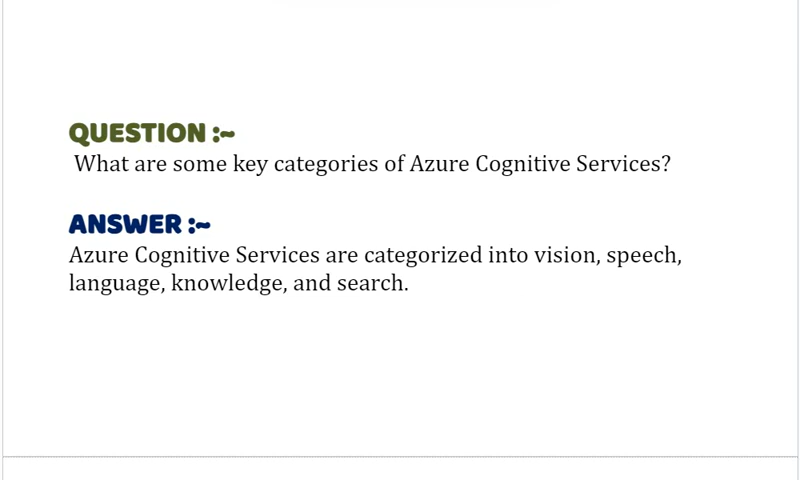 QUESTION :~
What are some key categories of Azure Cognitive Services?
ANSWER :~
Azure Cognitive Services are categorized into vision, speech,
language, knowledge, and search.